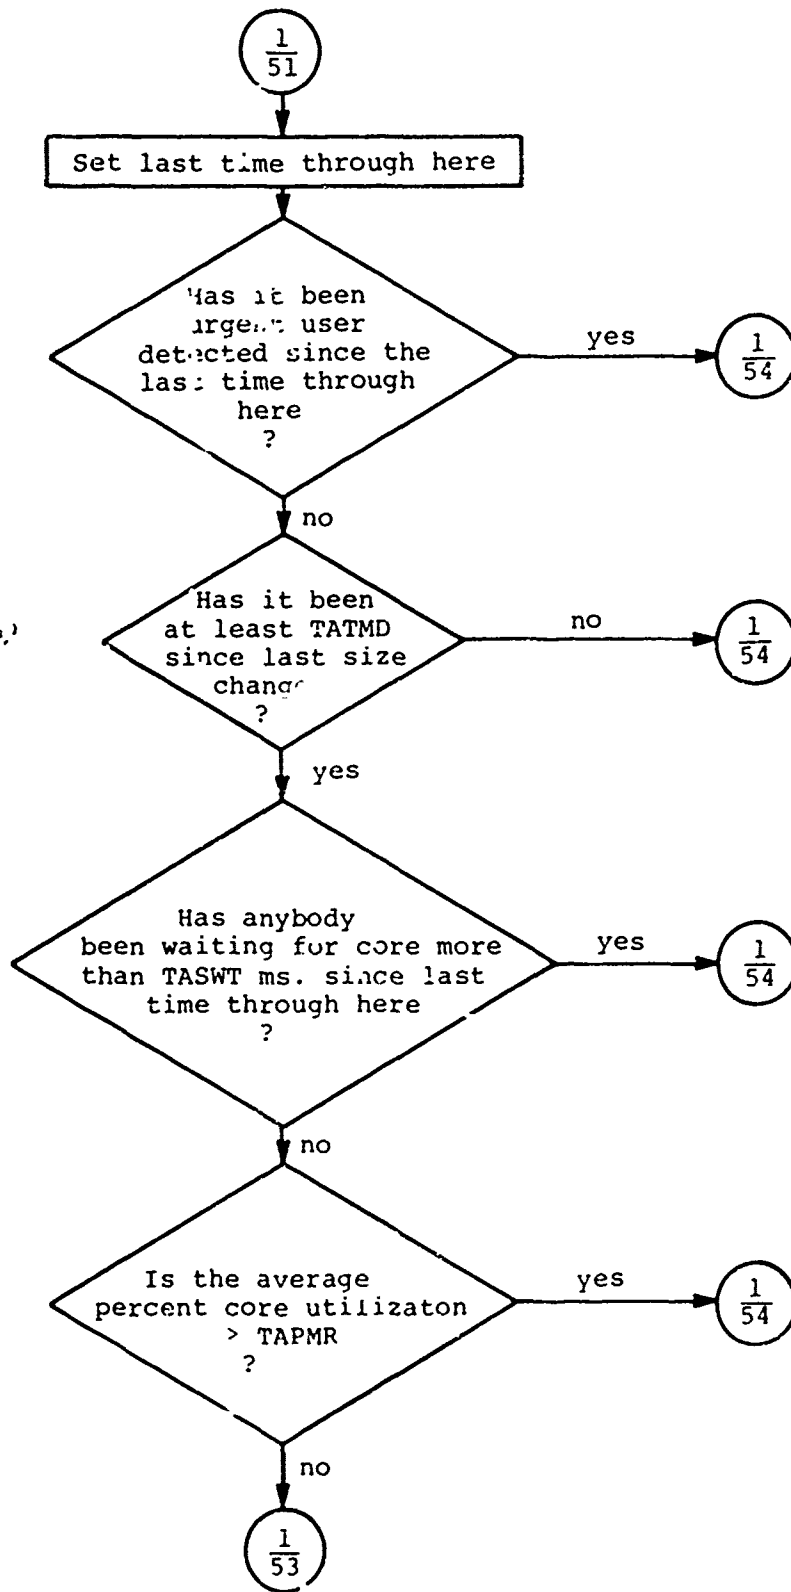 1
51
Set last time through here
Has it been
urgent user
detected since the
last time through
here
?
yes
1
54
no
Has it been
at least TATMD
since last size
change
?
no
1
54
yes
Has anybody
been waiting for core more
than TASWT ms. since last
time through here
?
yes
1
54
no
Is the average
percent core utilizaton
> TAPMR
?
yes
1
54
no
1
53